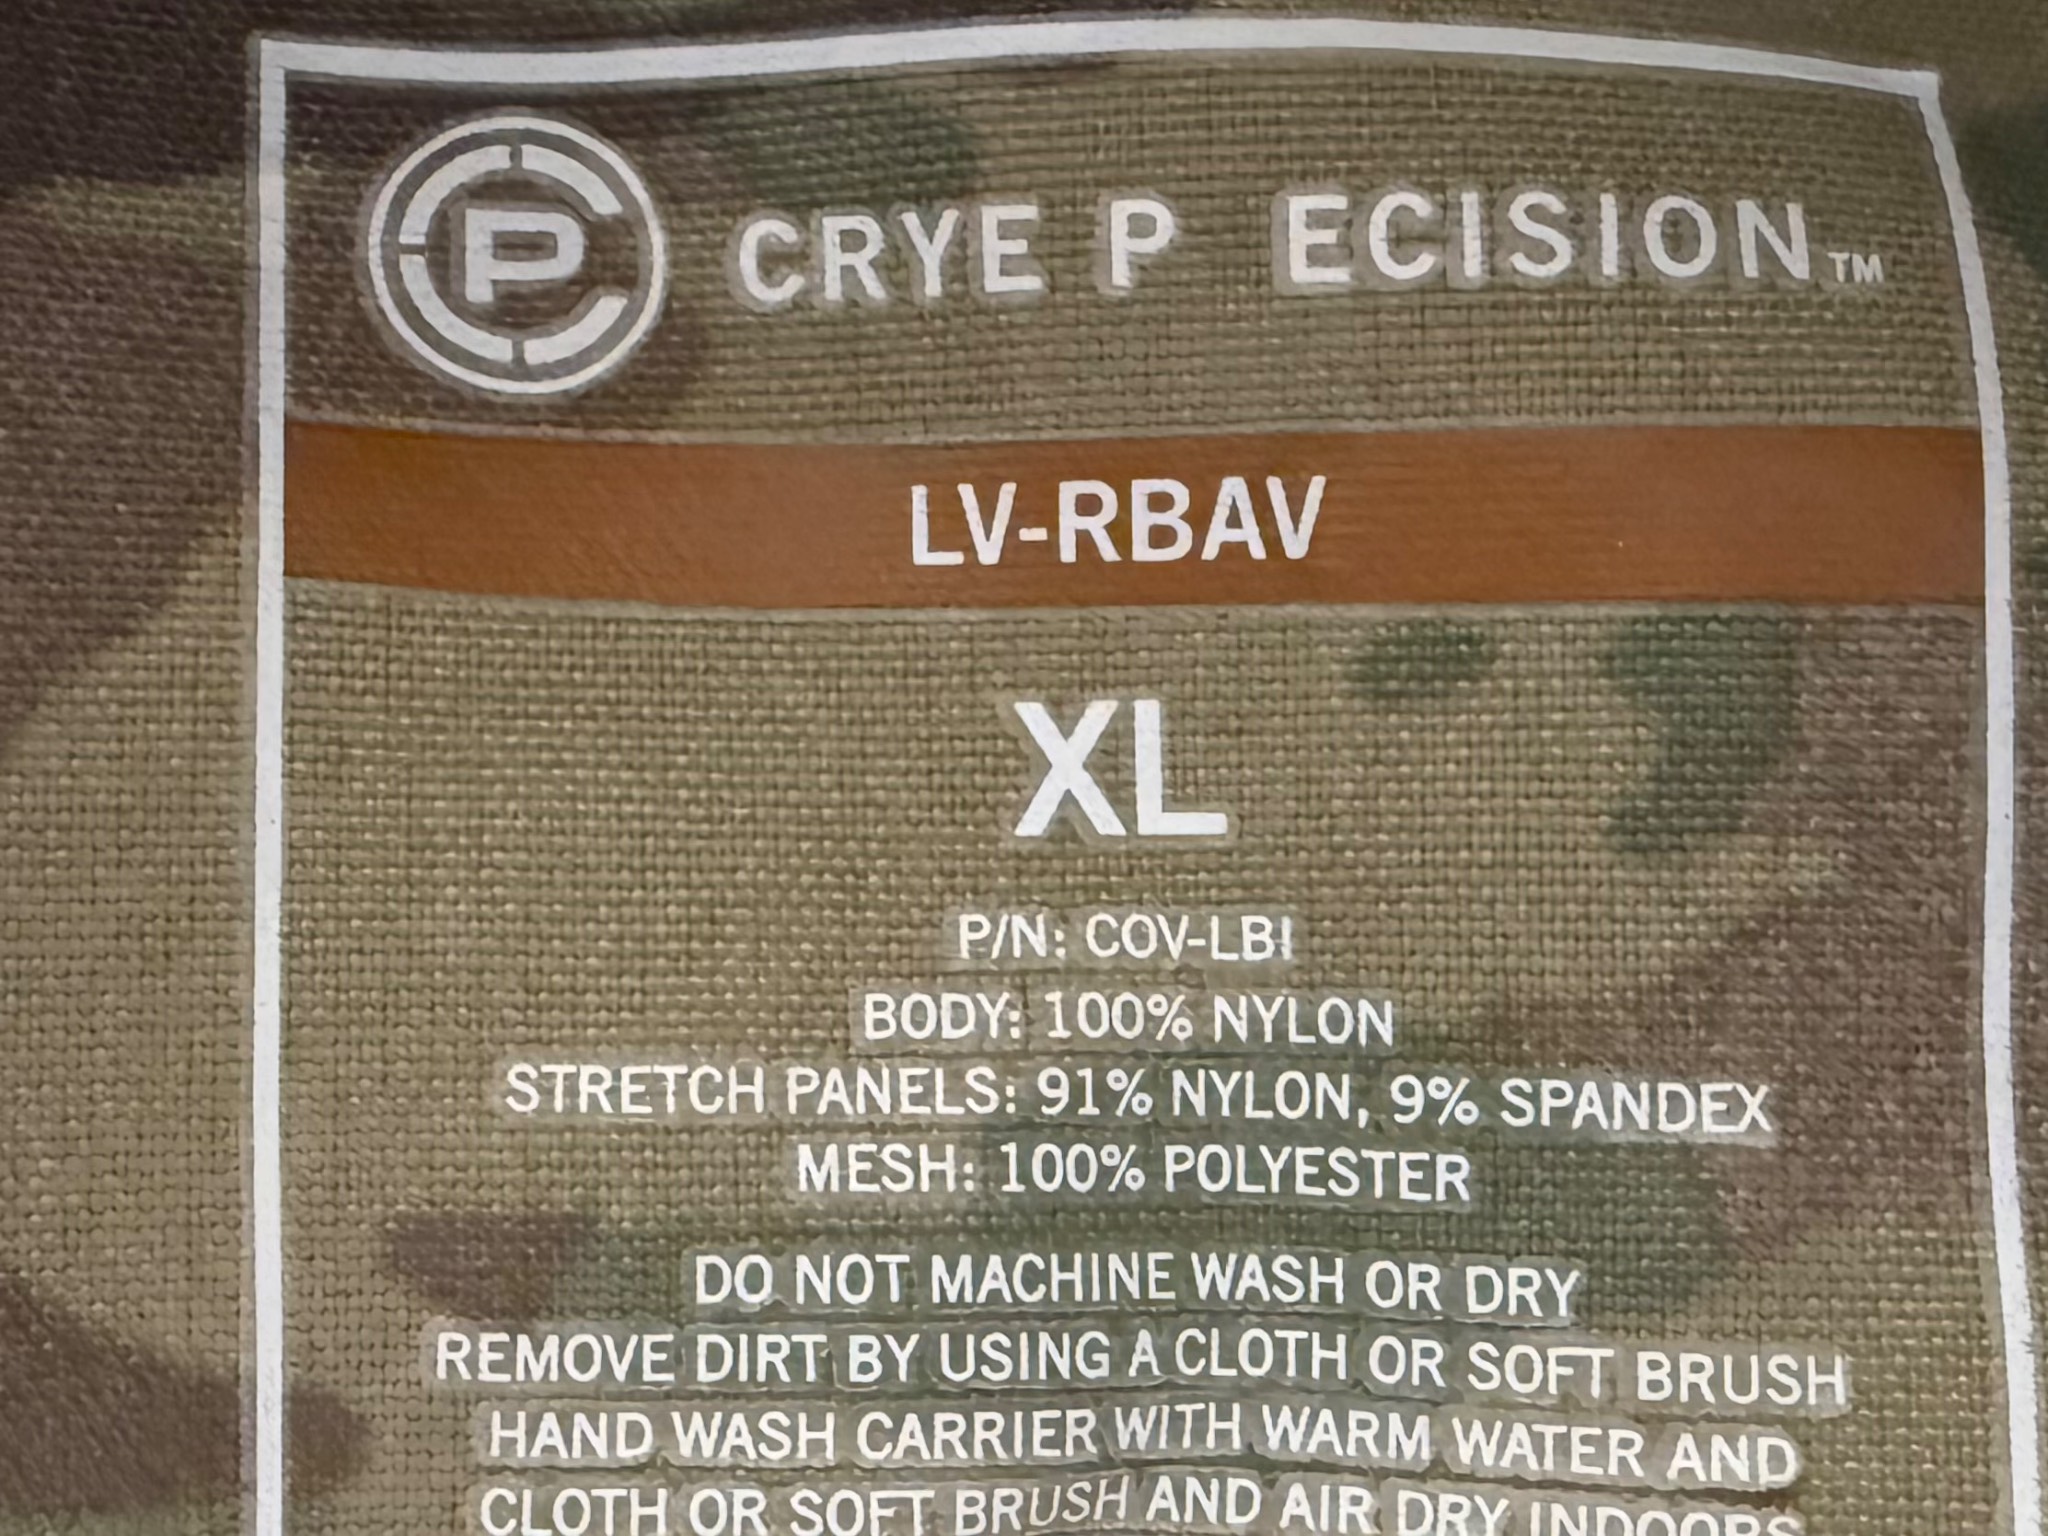 CP
CRYE P ECISION™
LV-RBAV
XL
P/N: COV-LBI
BODY: 100% NYLON
STRETCH PANELS: 91% NYLON, 9% SPANDEX
MESH: 100% POLYESTER
DO NOT MACHINE WASH OR DRY
REMOVE DIRT BY USING A CLOTH OR SOFT BRUSH
HAND WASH CARRIER WITH WARM WATER AND
CLOTH OR SOFT BRUSH AND AIR DRY INDOORS